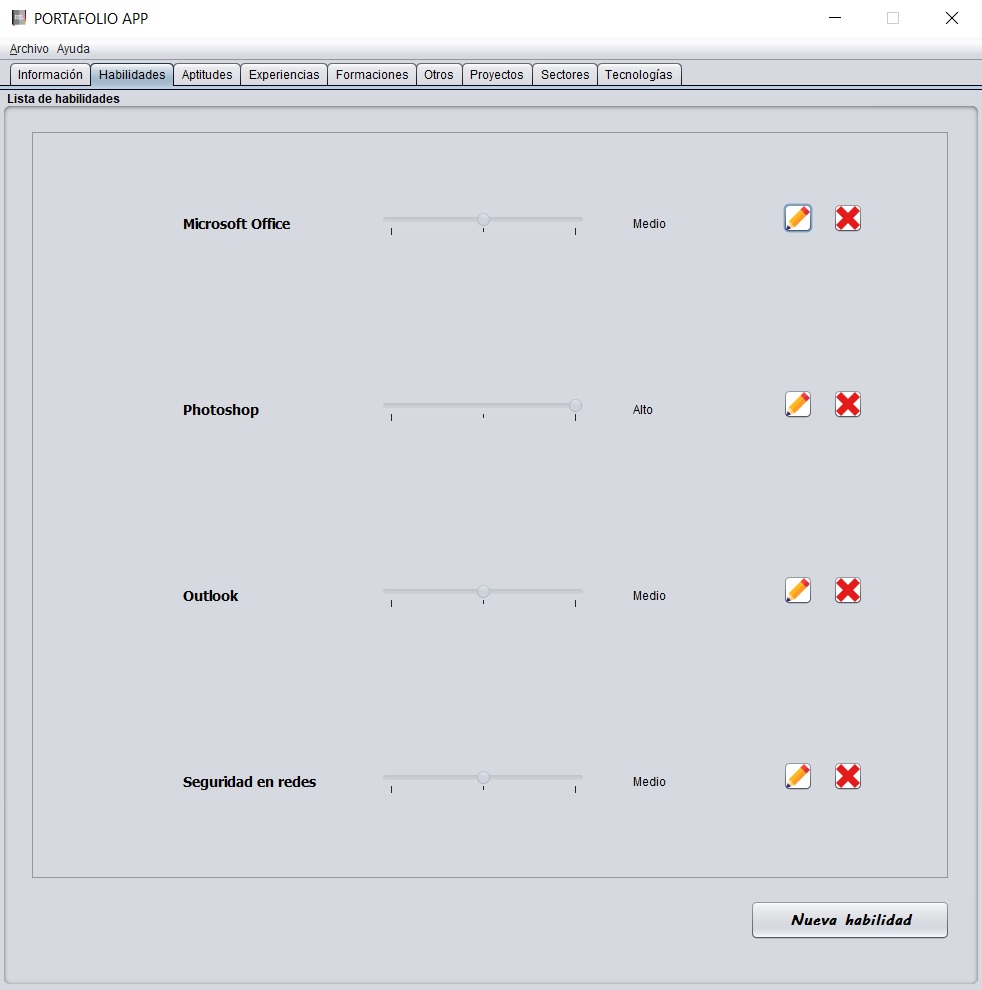 PORTAFOLIO APP
Archivo Ayuda
Información Habilidades Aptitudes Experiencias Formaciones Otros Proyectos Sectores Tecnologías
Lista de habilidades
Microsoft Office Medio
Photoshop Alto
Outlook Medio
Seguridad en redes Medio
Nueva habilidad